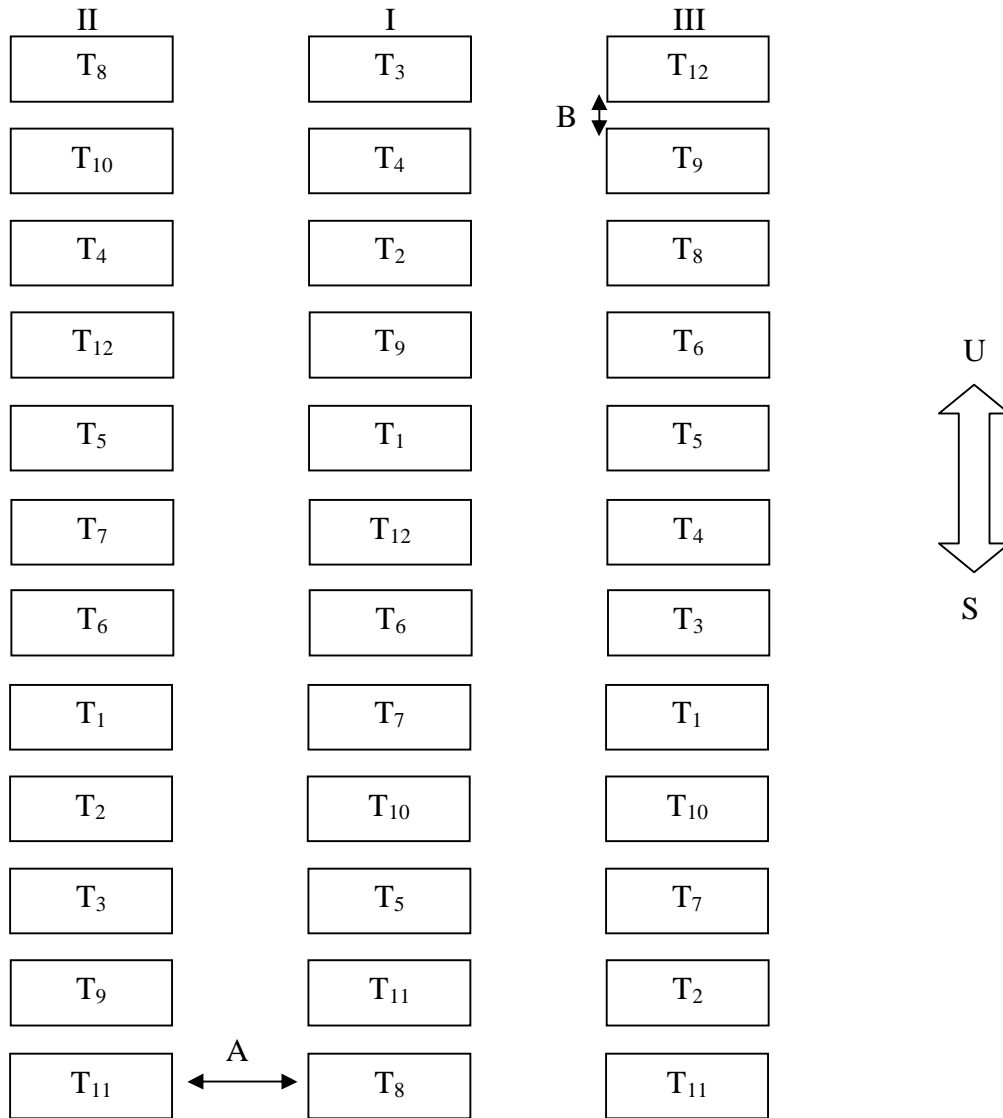 II I III
T₈ T₃ T₁₂
B
T₁₀ T₄ T₉
T₄ T₂ T₈
T₁₂ T₉ T₆
U
T₅ T₁ T₅
T₇ T₁₂ T₄
T₆ T₆ T₃
S
T₁ T₇ T₁
T₂ T₁₀ T₁₀
T₃ T₅ T₇
T₉ T₁₁ T₂
A
T₁₁ T₈ T₁₁